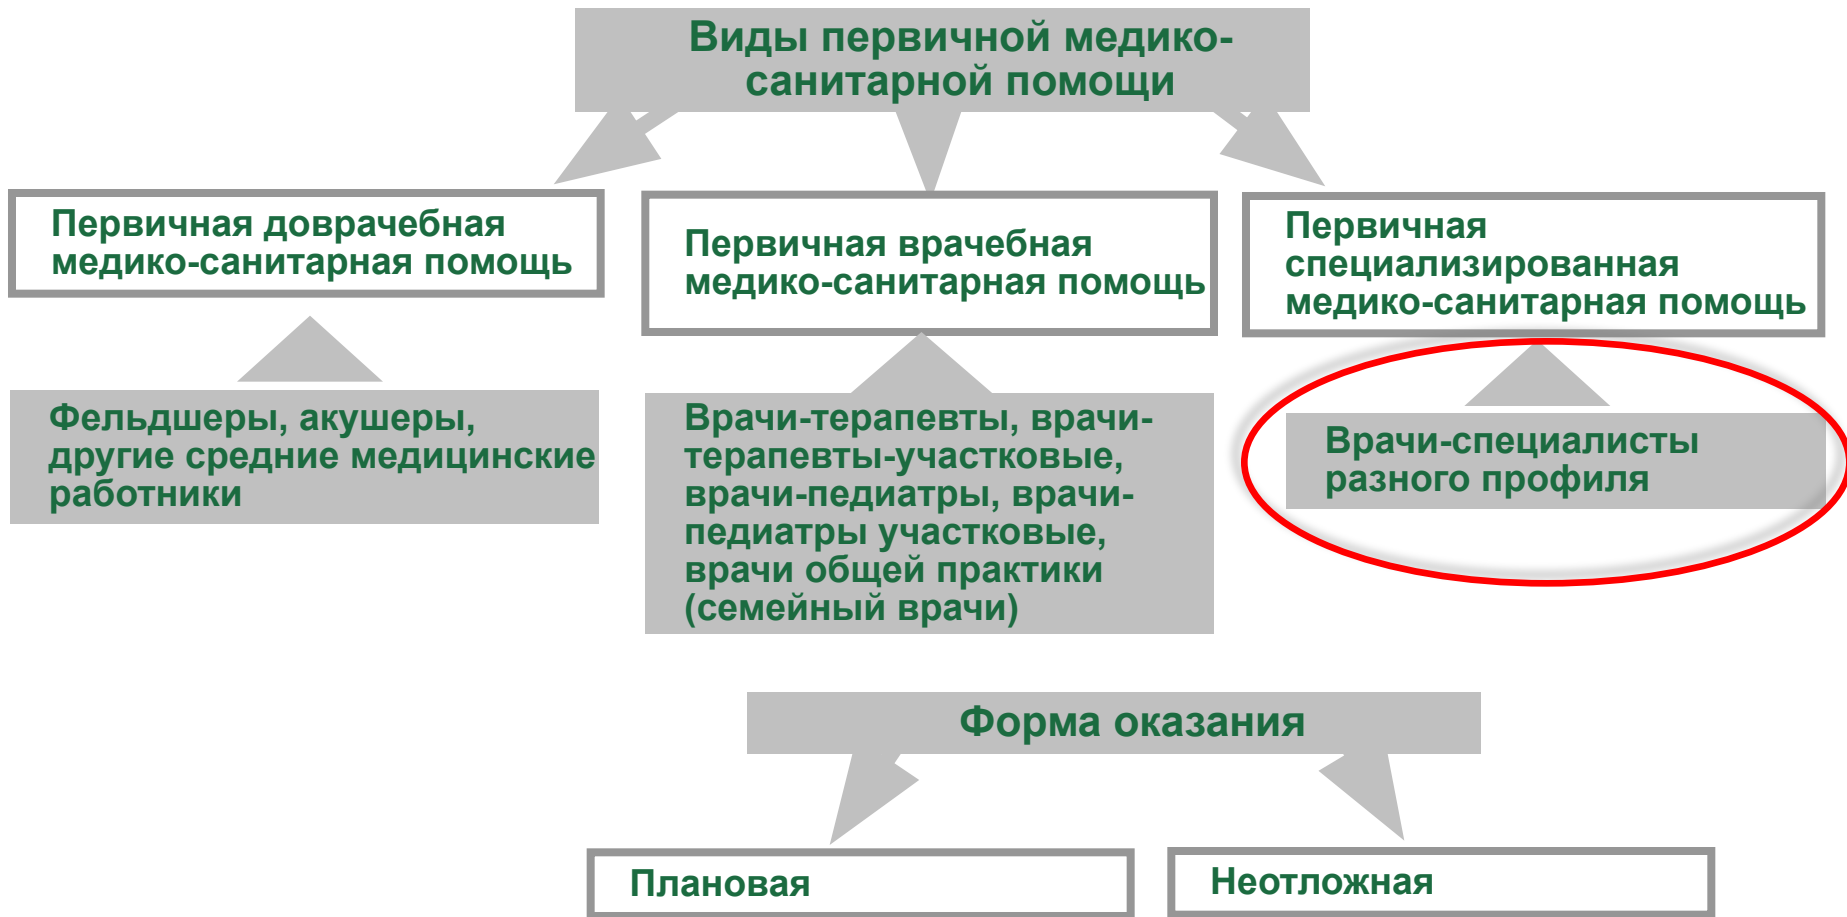 Виды первичной медико-
санитарной помощи
Первичная доврачебная
медико-санитарная помощь
Первичная врачебная
медико-санитарная помощь
Первичная
специализированная
медико-санитарная помощь
Фельдшеры, акушеры,
другие средние медицинские
работники
Врачи-терапевты, врачи-
терапевты-участковые,
врачи-педиатры, врачи-
педиатры участковые,
врачи общей практики
(семейный врачи)
Врачи-специалисты
разного профиля
Форма оказания
Плановая
Неотложная